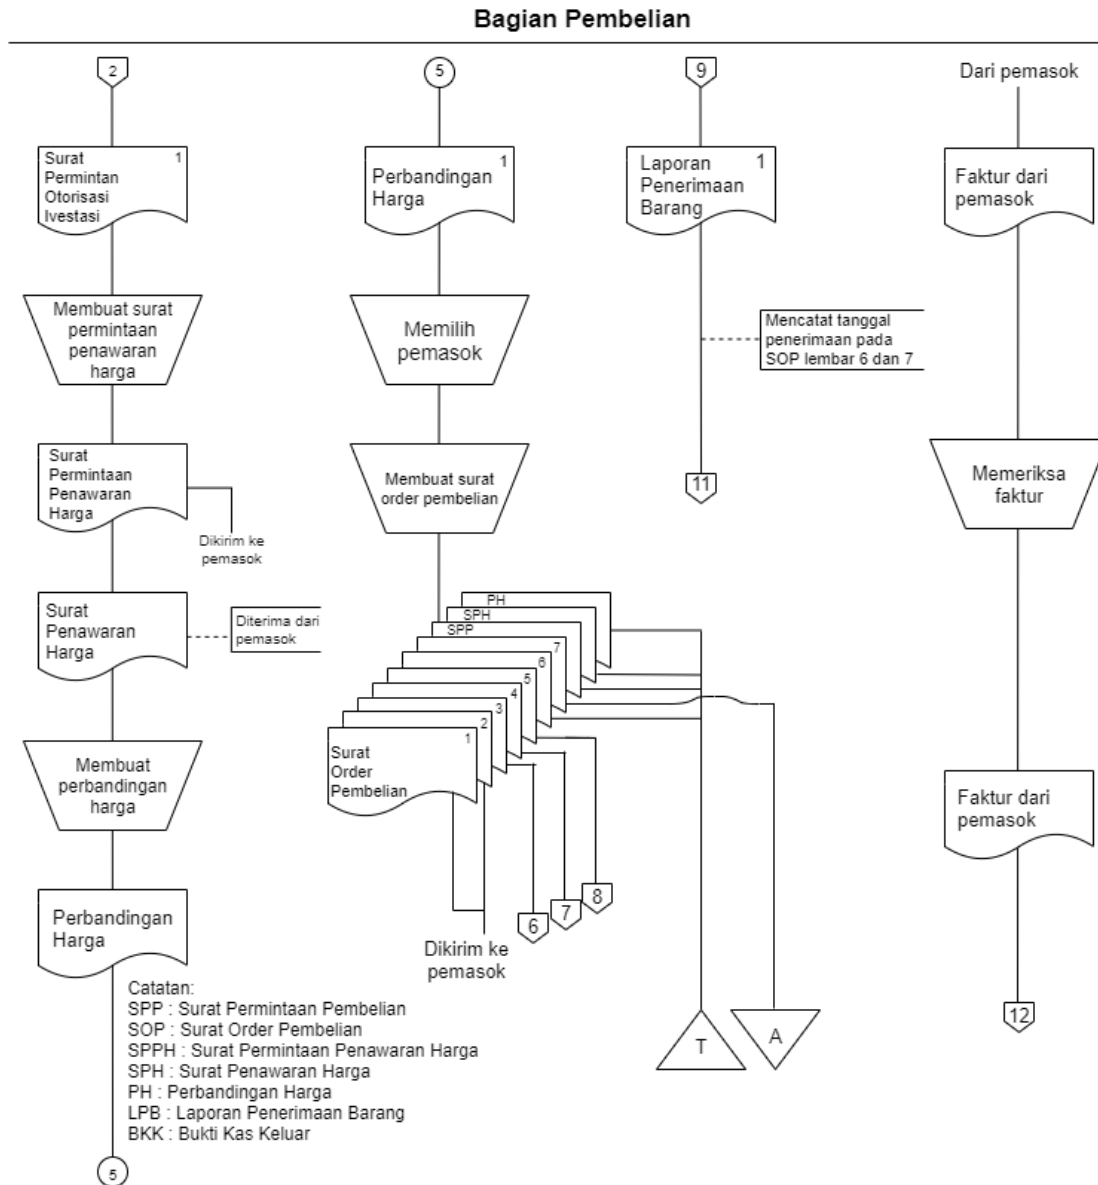 Bagian Pembelian
2
Surat 1
Permintan
Otorisasi
Ivestasi
Membuat surat
permintaan
penawaran
harga
Surat
Permintaan
Penawaran
Harga
Dikirim ke
pemasok
Surat
Penawaran
Harga
Diterima dari
pemasok
Membuat
perbandingan
harga
Perbandingan
Harga
5
5
1
Perbandingan
Harga
Memilih
pemasok
Membuat surat
order pembelian
PH
SPH
SPP
7
6
5
4
3
2
1
Surat
Order
Pembelian
Dikirim ke
pemasok
6
7
8
T
A
9
Laporan 1
Penerimaan
Barang
Mencatat tanggal
penerimaan pada
SOP lembar 6 dan 7
11
Dari pemasok
Faktur dari
pemasok
Memeriksa
faktur
Faktur dari
pemasok
12
Catatan:
SPP : Surat Permintaan Pembelian
SOP : Surat Order Pembelian
SPPH : Surat Permintaan Penawaran Harga
SPH : Surat Penawaran Harga
PH : Perbandingan Harga
LPB : Laporan Penerimaan Barang
BKK : Bukti Kas Keluar